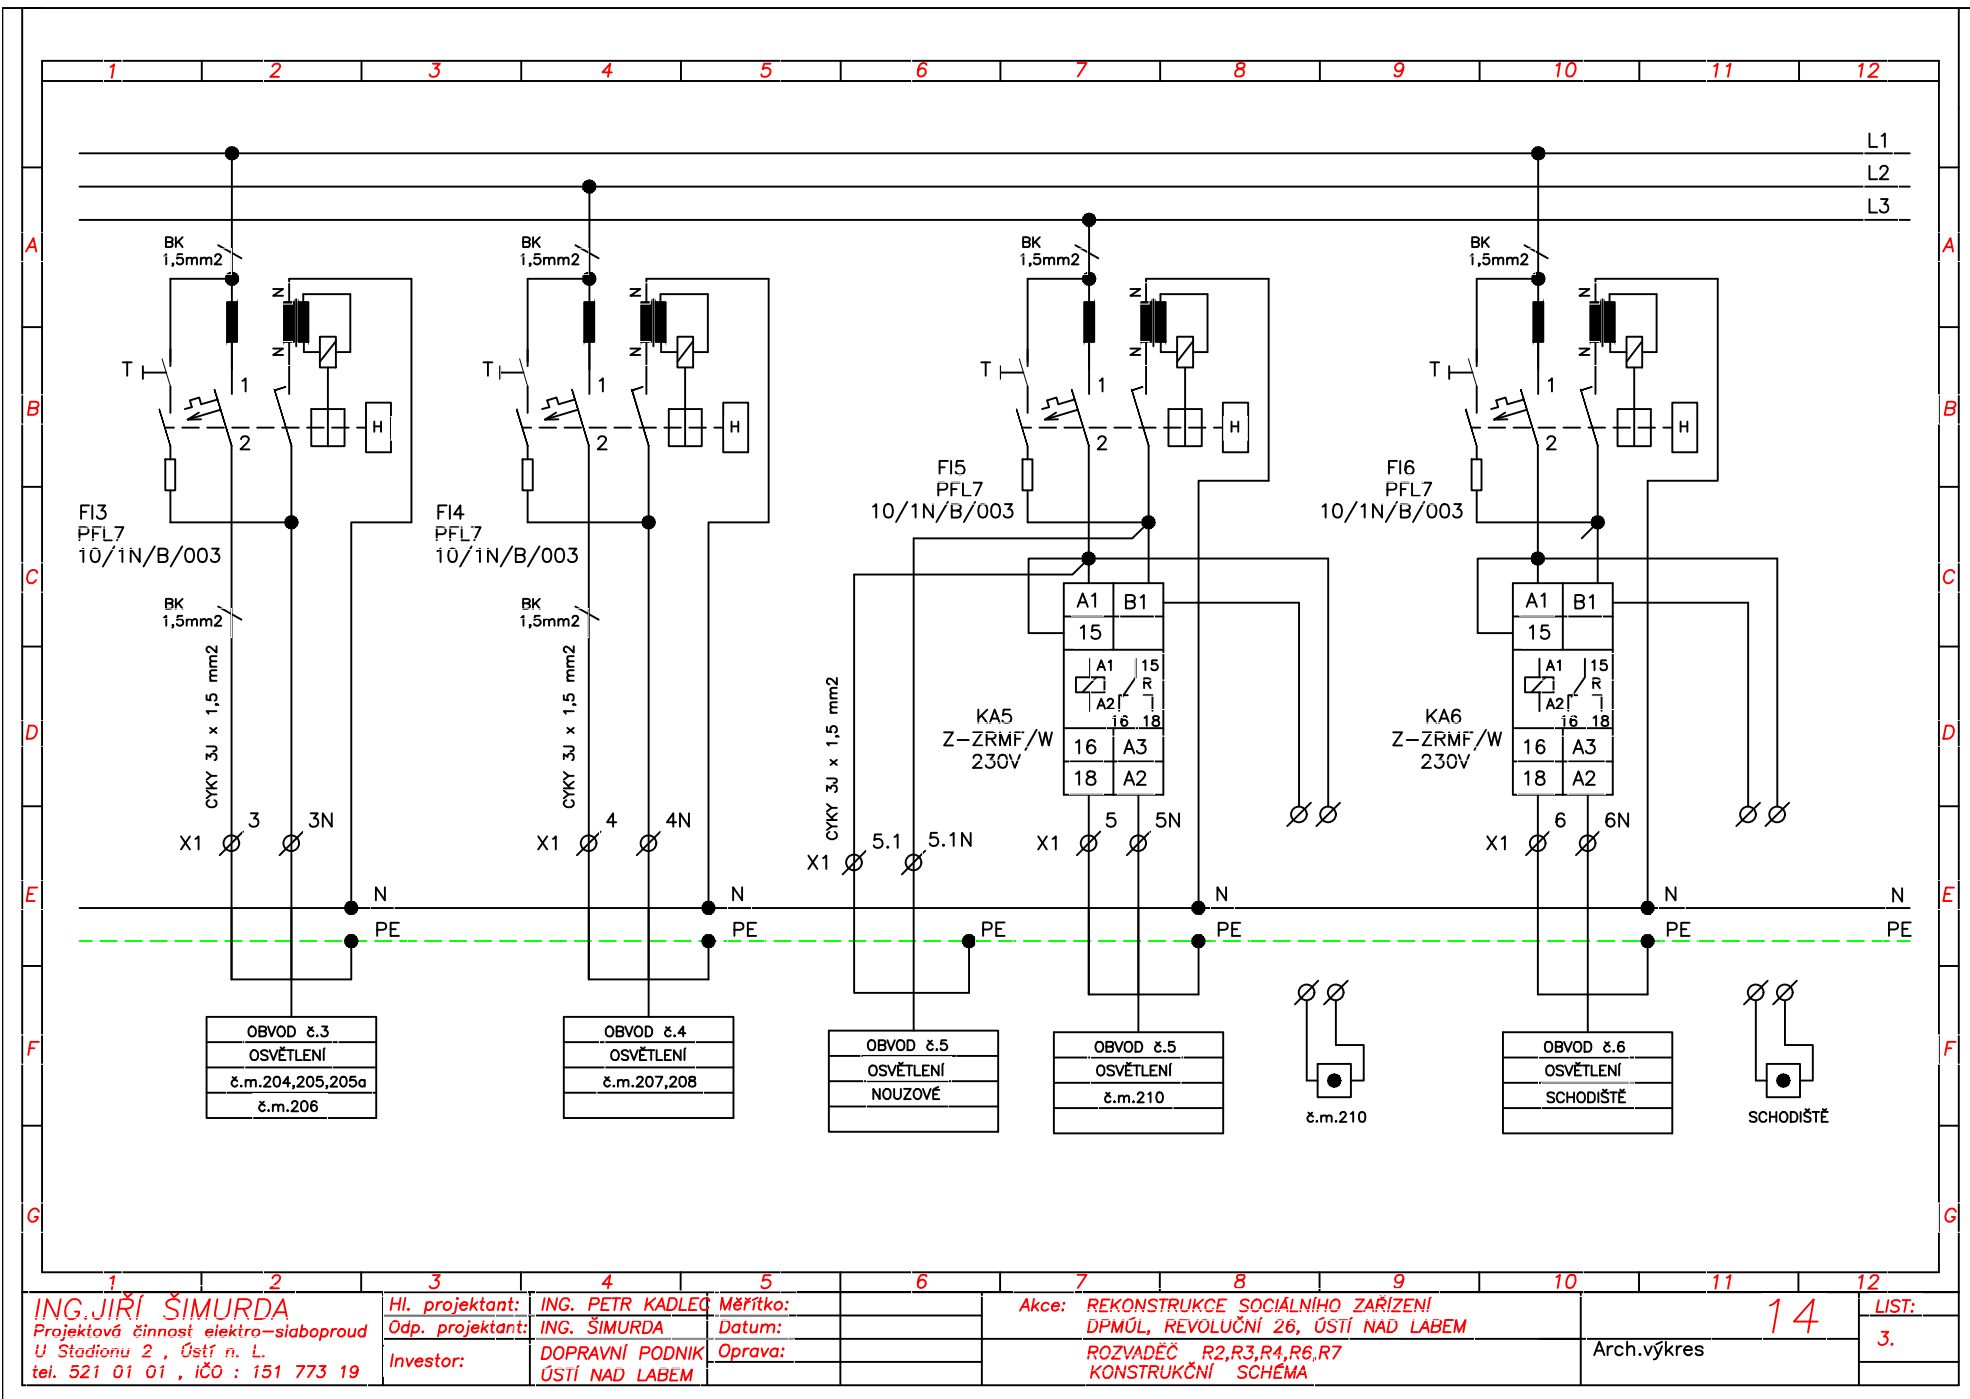 1 2 3 4 5 6 7 8 9 10 11 12
L1
L2
L3
A
BK
1,5mm2
BK
1,5mm2
BK
1,5mm2
BK
1,5mm2
A
N
N
N
N
N
N
N
N
T
T
T
T
B
1
2
H
1
2
H
1
2
H
1
2
H
B
FI3
PFL7
10/1N/B/003
FI4
PFL7
10/1N/B/003
FI5
PFL7
10/1N/B/003
FI6
PFL7
10/1N/B/003
C
BK
1,5mm2
BK
1,5mm2
A1 B1
15
A1 B1
15
C
CYKY 3J x 1,5 mm2
CYKY 3J x 1,5 mm2
CYKY 3J x 1,5 mm2
D
KA5
Z-ZRMF/W
230V
A1 15
R
A2
16 18
16 A3
18 A2
KA6
Z-ZRMF/W
230V
A1 15
R
A2
16 18
16 A3
18 A2
D
X1 3 3N
X1 4 4N
X1 5.1 5.1N
X1 5 5N
X1 6 6N
E
N N N N N
PE PE PE PE PE PE
E
F
OBVOD č.3
OSVĚTLENÍ
č.m.204,205,205a
č.m.206
OBVOD č.4
OSVĚTLENÍ
č.m.207,208
OBVOD č.5
OSVĚTLENÍ
NOUZOVÉ
OBVOD č.5
OSVĚTLENÍ
č.m.210
č.m.210
OBVOD č.6
OSVĚTLENÍ
SCHODIŠTĚ
SCHODIŠTĚ
F
G
G
1 2 3 4 5 6 7 8 9 10 11 12
ING.JIŘÍ ŠIMURDA
Projektová činnost elektro-slaboproud
U Stadionu 2 , Ústí n. L.
tel. 521 01 01 , IČO : 151 773 19
Hl. projektant: ING. PETR KADLEC
Odp. projektant: ING. ŠIMURDA
Investor: DOPRAVNÍ PODNIK
ÚSTÍ NAD LABEM
Měřítko:
Datum:
Oprava:
Akce: REKONSTRUKCE SOCIÁLNÍHO ZAŘÍZENÍ
DPMÚL, REVOLUČNÍ 26, ÚSTÍ NAD LABEM
ROZVADĚČ R2,R3,R4,R6,R7
KONSTRUKČNÍ SCHÉMA
14
Arch.výkres
LIST:
3.